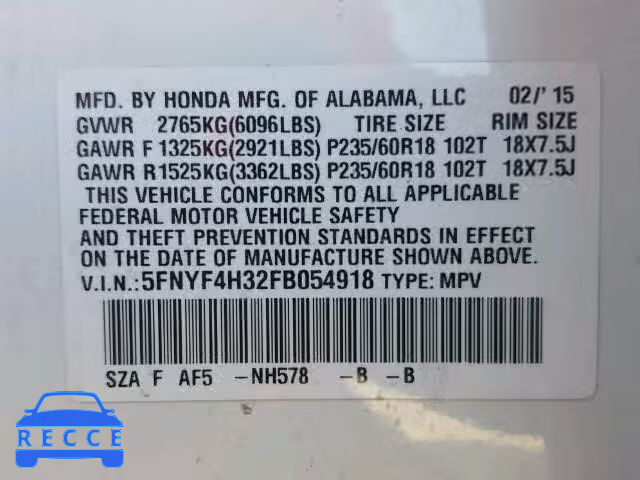 MFD. BY HONDA MFG. OF ALABAMA, LLC 02/' 15
GVWR 2765KG(6096LBS) TIRE SIZE RIM SIZE
GAWR F 1325KG(2921LBS) P235/60R18 102T 18X7.5J
GAWR R1525KG(3362LBS) P235/60R18 102T 18X7.5J
THIS VEHICLE CONFORMS TO ALL APPLICABLE
FEDERAL MOTOR VEHICLE SAFETY
AND THEFT PREVENTION STANDARDS IN EFFECT
ON THE DATE OF MANUFACTURE SHOWN ABOVE.
V.I.N.:5FNYF4H32FB054918 TYPE: MPV
SZA F AF5 -NH578 -B -B
RECCE